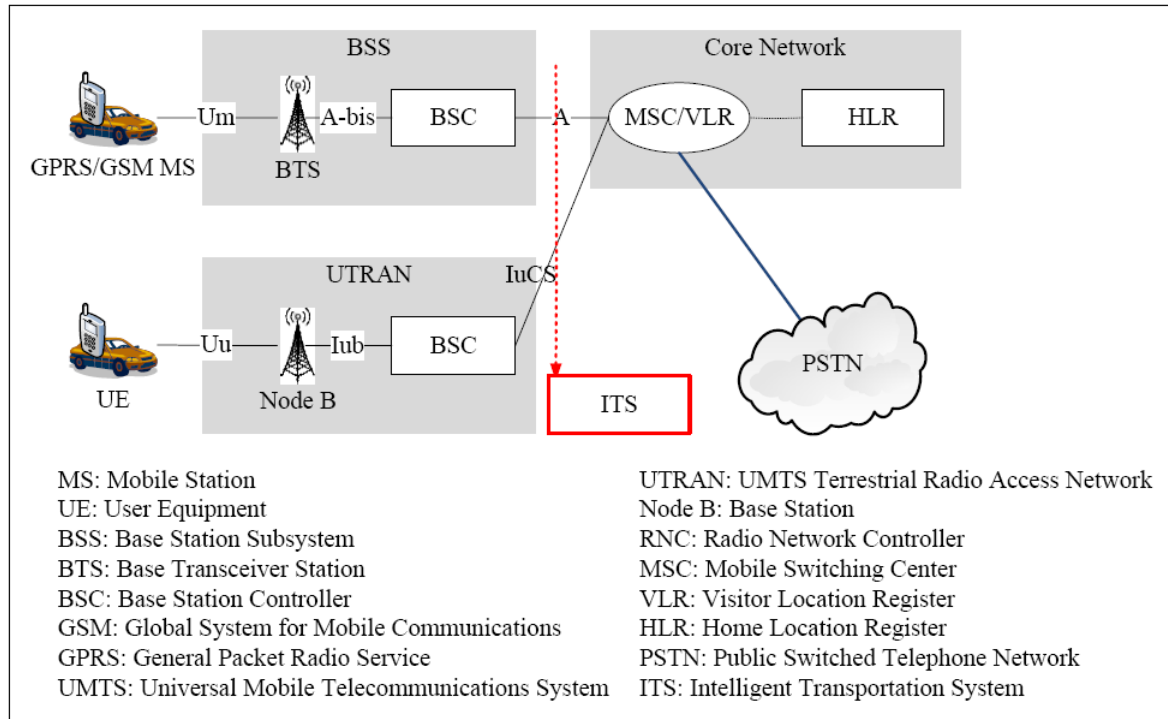 BSS
Core Network
Um
A-bis
BSC
A
MSC/VLR
HLR
GPRS/GSM MS
BTS
UTRAN
IuCS
Uu
Iub
BSC
PSTN
UE
Node B
ITS
MS: Mobile Station
UE: User Equipment
BSS: Base Station Subsystem
BTS: Base Transceiver Station
BSC: Base Station Controller
GSM: Global System for Mobile Communications
GPRS: General Packet Radio Service
UMTS: Universal Mobile Telecommunications System
UTRAN: UMTS Terrestrial Radio Access Network
Node B: Base Station
RNC: Radio Network Controller
MSC: Mobile Switching Center
VLR: Visitor Location Register
HLR: Home Location Register
PSTN: Public Switched Telephone Network
ITS: Intelligent Transportation System